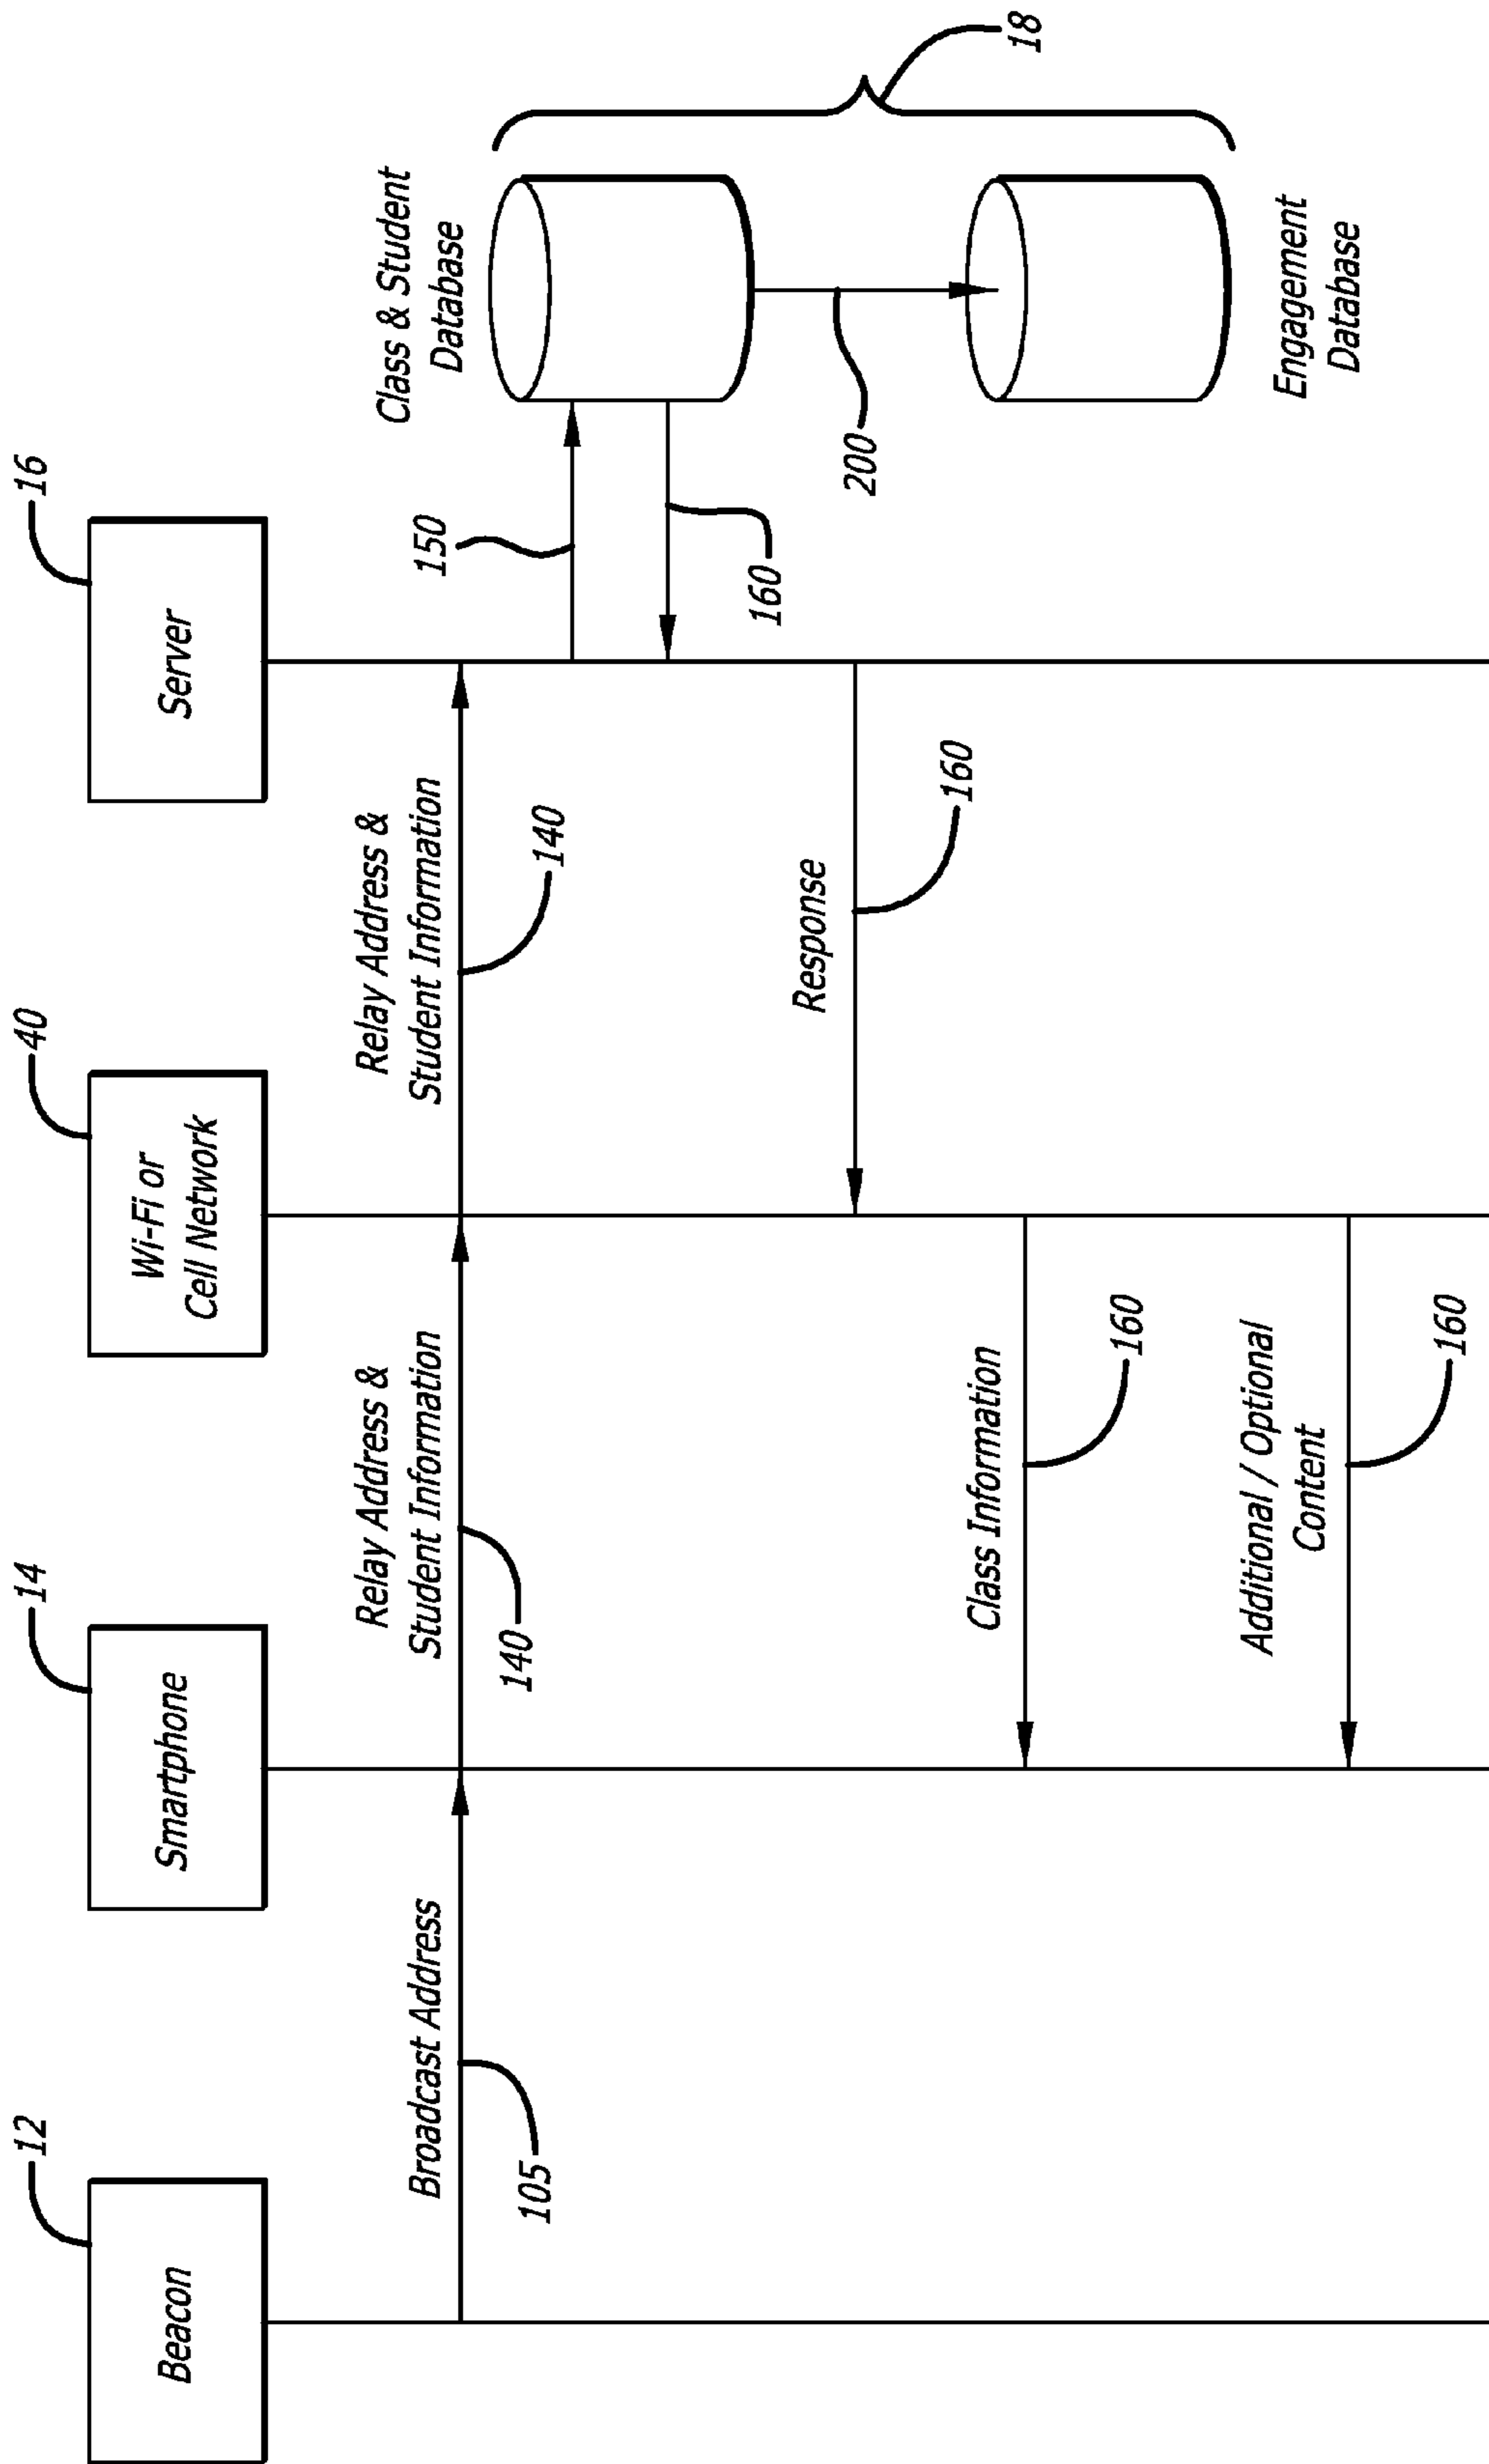 12
Beacon
14
Smartphone
40
Wi-Fi or
Cell Network
16
Server
Broadcast Address
105
Relay Address &
Student Information
140
Relay Address &
Student Information
140
150
160
Class & Student
Database
200
18
Response
160
Class Information
160
Engagement
Database
Additional / Optional
Content
160